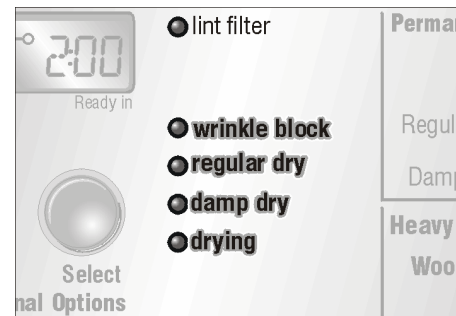 lint filter
2:00
Ready in
wrinkle block
regular dry
damp dry
drying
Select
nal Options
Perma
Regul
Damp
Heavy
Woo